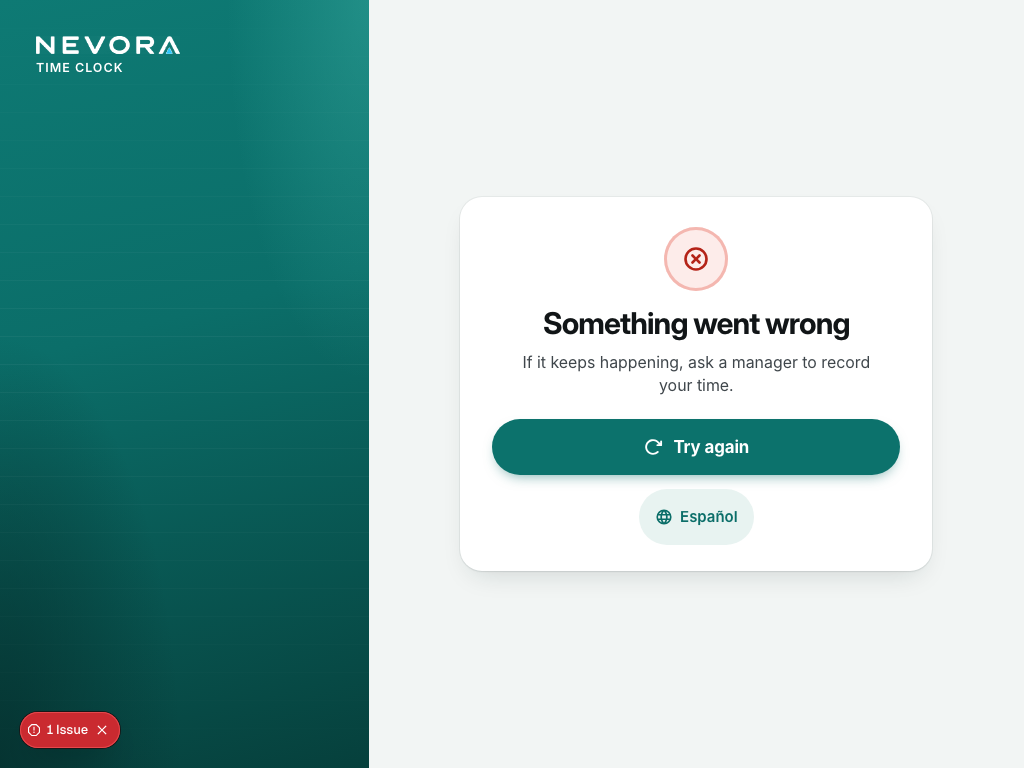 NEVORA
TIME CLOCK
Something went wrong
If it keeps happening, ask a manager to record
your time.
Try again
Español
1 Issue